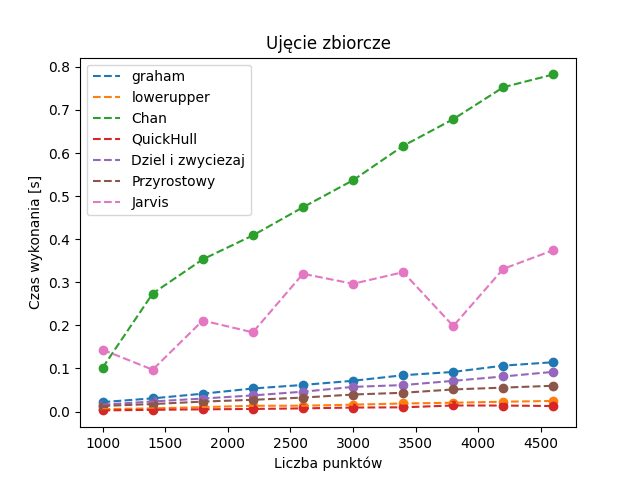 Ujęcie zbiorcze
graham
lowerupper
Chan
QuickHull
Dziel i zwyciezaj
Przyrostowy
Jarvis
Czas wykonania [s]
0.8
0.7
0.6
0.5
0.4
0.3
0.2
0.1
0.0
1000 1500 2000 2500 3000 3500 4000 4500
Liczba punktów